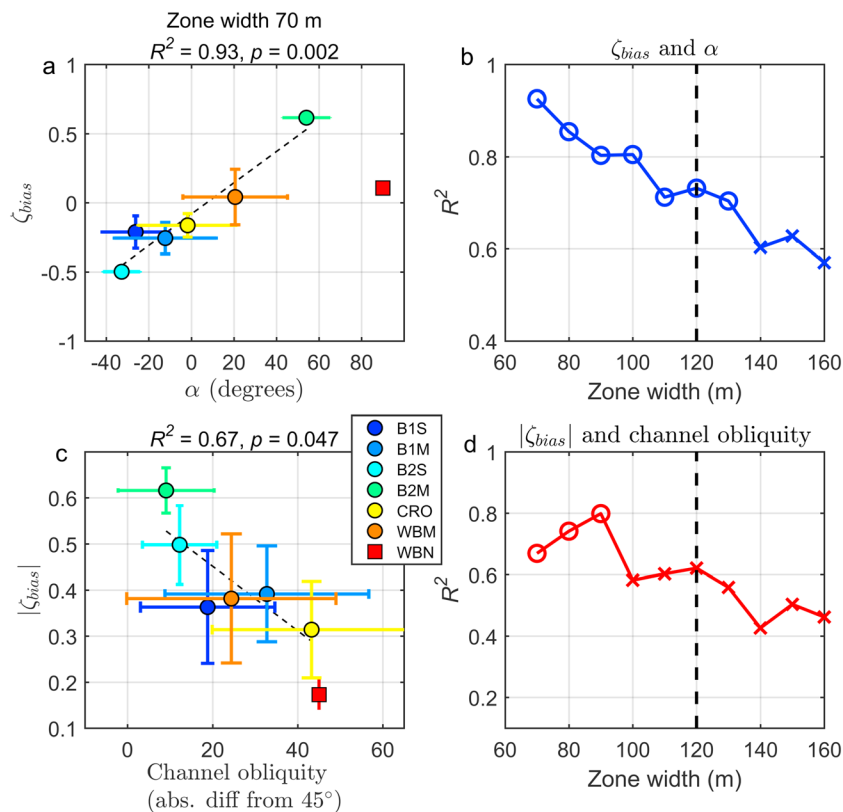 Zone width 70 m
R² = 0.93, p = 0.002
a
ζbias
1
0.5
0
-0.5
-1
-40 -20 0 20 40 60 80
α (degrees)
b
ζbias and α
R²
1
0.8
0.6
0.4
60 80 100 120 140 160
Zone width (m)
R² = 0.67, p = 0.047
c
|ζbias|
0.6
0.5
0.4
0.3
0.2
0.1
0 20 40 60
Channel obliquity
(abs. diff from 45°)
B1S
B1M
B2S
B2M
CRO
WBM
WBN
d
|ζbias| and channel obliquity
R²
1
0.8
0.6
0.4
0.2
60 80 100 120 140 160
Zone width (m)